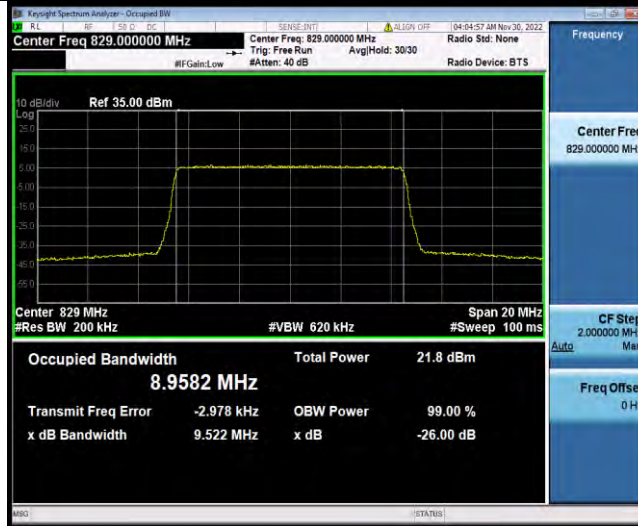 Keysight Spectrum Analyzer - Occupied BW
RL RF 50 Ω DC SENSE:INT ALIGN OFF 04:04:57 AM Nov 30, 2022
Center Freq 829.000000 MHz
Center Freq: 829.000000 MHz Radio Std: None
Trig: Free Run Avg|Hold: 30/30
#IFGain:Low #Atten: 40 dB Radio Device: BTS
10 dB/div Ref 35.00 dBm
Log
25.0
15.0
5.00
-5.00
-15.0
-25.0
-35.0
-45.0
-55.0
Center 829 MHz Span 20 MHz
#Res BW 200 kHz #VBW 620 kHz #Sweep 100 ms
Occupied Bandwidth Total Power 21.8 dBm
8.9582 MHz
Transmit Freq Error -2.978 kHz OBW Power 99.00 %
x dB Bandwidth 9.522 MHz x dB -26.00 dB
MSG STATUS
Frequency
Center Fre
829.000000 MH
CF Step
2.000000 MH
Auto Ma
Freq Offse
0 H